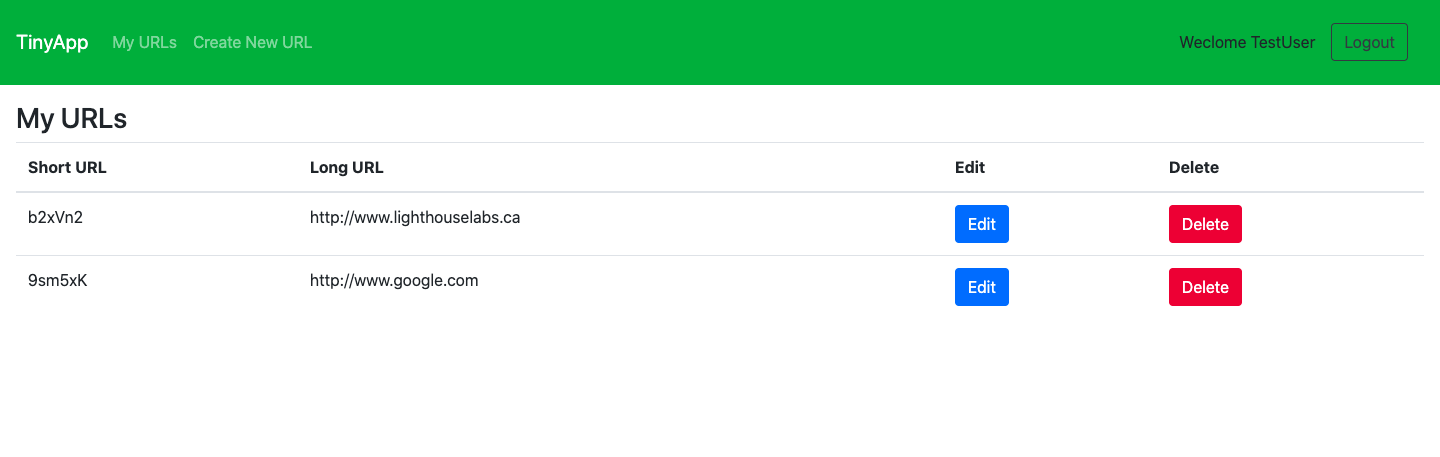 TinyApp My URLs Create New URL Weclome TestUser Logout
My URLs
Short URL Long URL Edit Delete
b2xVn2 http://www.lighthouselabs.ca Edit Delete
9sm5xK http://www.google.com Edit Delete